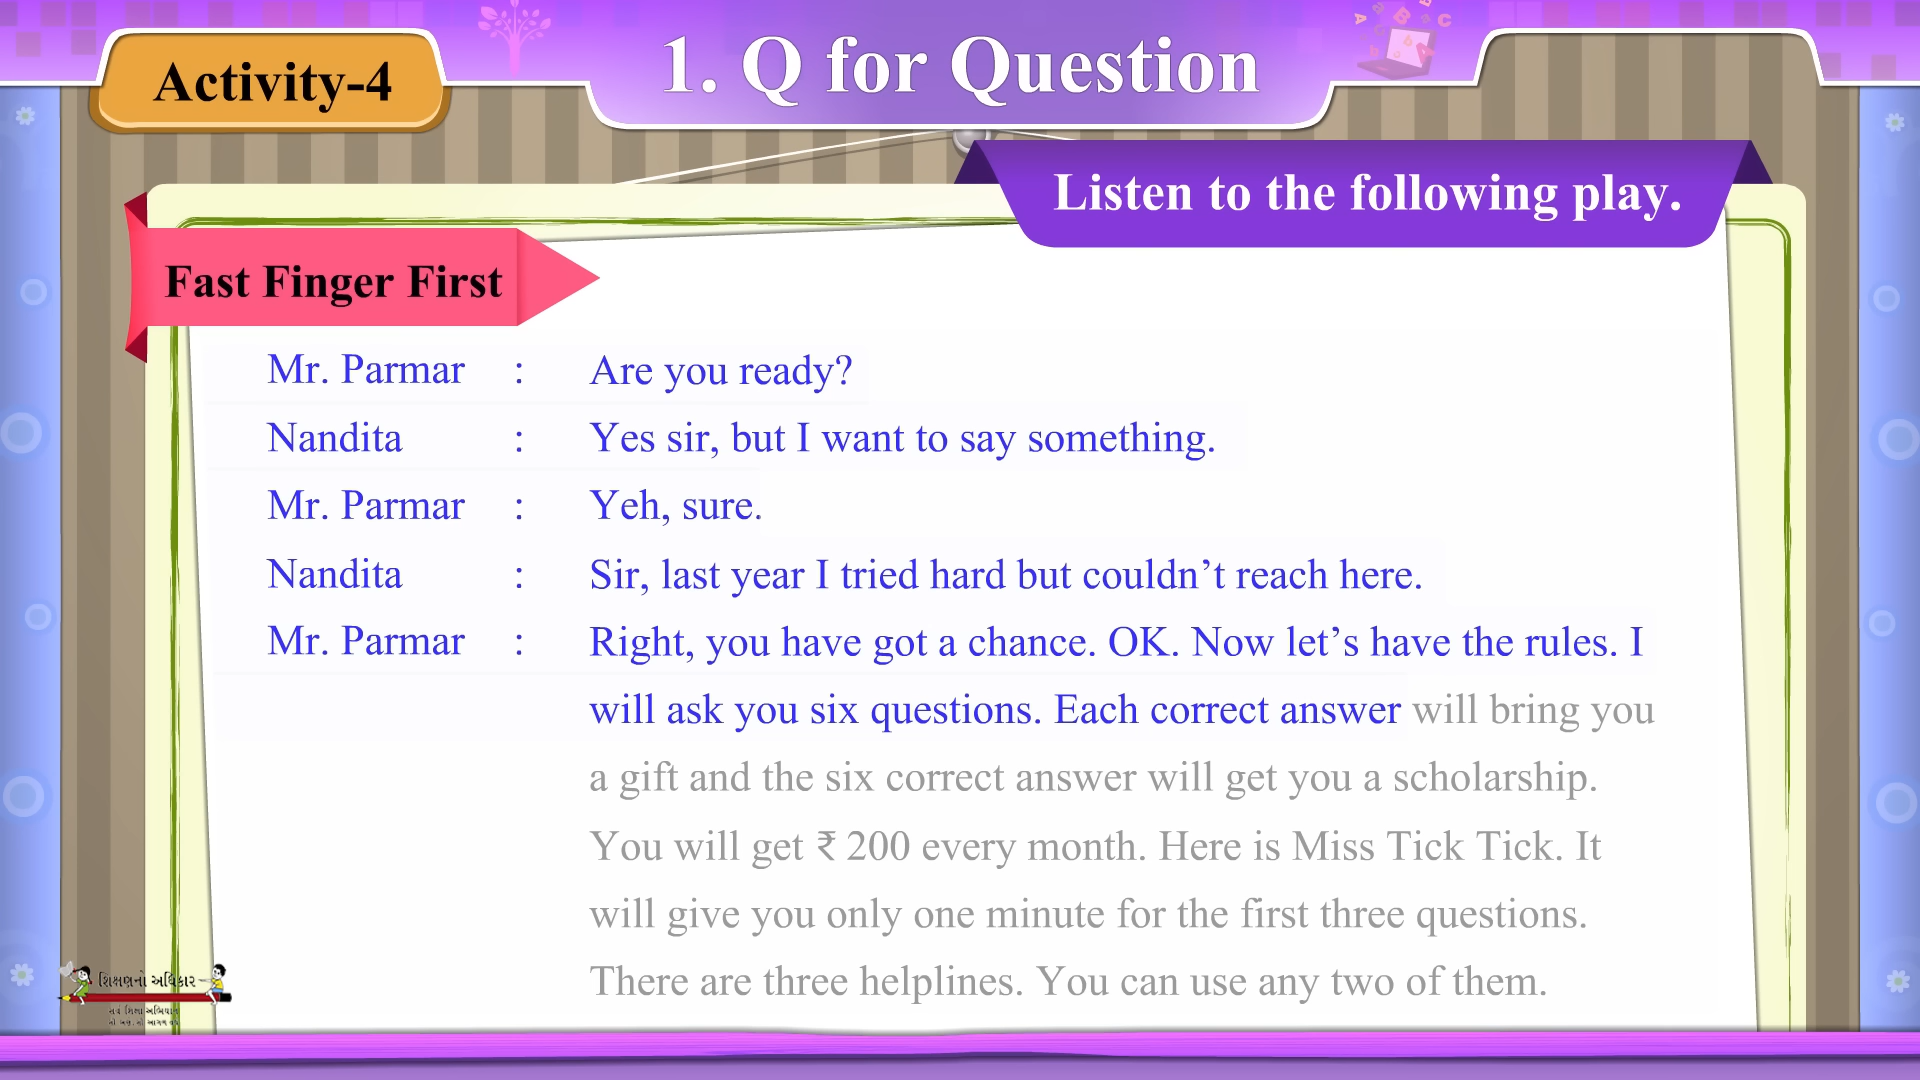 Activity-4
1. Q for Question
Listen to the following play.
Fast Finger First
Mr. Parmar : Are you ready?
Nandita : Yes sir, but I want to say something.
Mr. Parmar : Yeh, sure.
Nandita : Sir, last year I tried hard but couldn’t reach here.
Mr. Parmar : Right, you have got a chance. OK. Now let’s have the rules. I
will ask you six questions. Each correct answer will bring you
a gift and the six correct answer will get you a scholarship.
You will get ₹ 200 every month. Here is Miss Tick Tick. It
will give you only one minute for the first three questions.
There are three helplines. You can use any two of them.
શિક્ષણનો અધિકાર